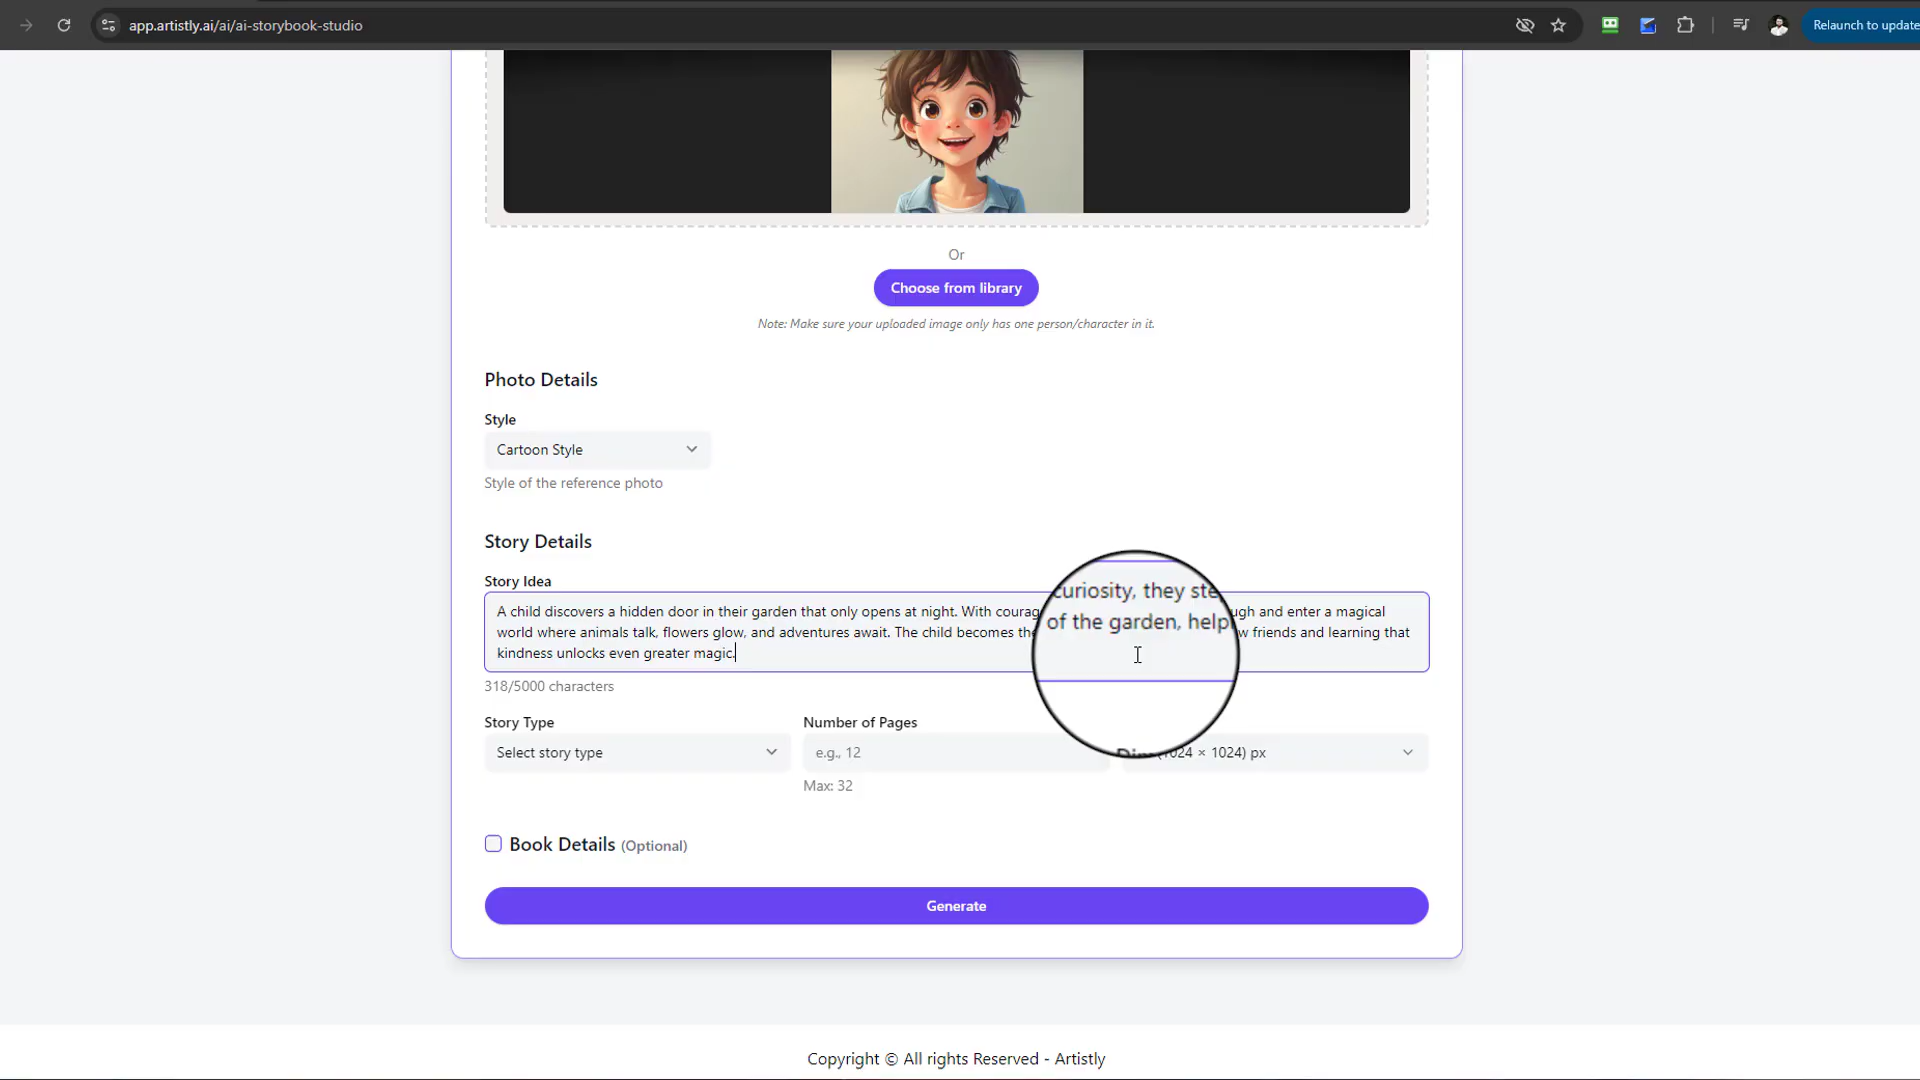 app.artistly.ai/ai/ai-storybook-studio
Relaunch to update
Or
Choose from library
Note: Make sure your uploaded image only has one person/character in it.
Photo Details
Style
Cartoon Style
Style of the reference photo
Story Details
Story Idea
A child discovers a hidden door in their garden that only opens at night. With courag curiosity, they ste ugh and enter a magical
world where animals talk, flowers glow, and adventures await. The child becomes the of the garden, help w friends and learning that
kindness unlocks even greater magic.
318/5000 characters
Story Type
Number of Pages
Select story type
e.g., 12
(1024 × 1024) px
Max: 32
Book Details (Optional)
Generate
Copyright © All rights Reserved - Artistly